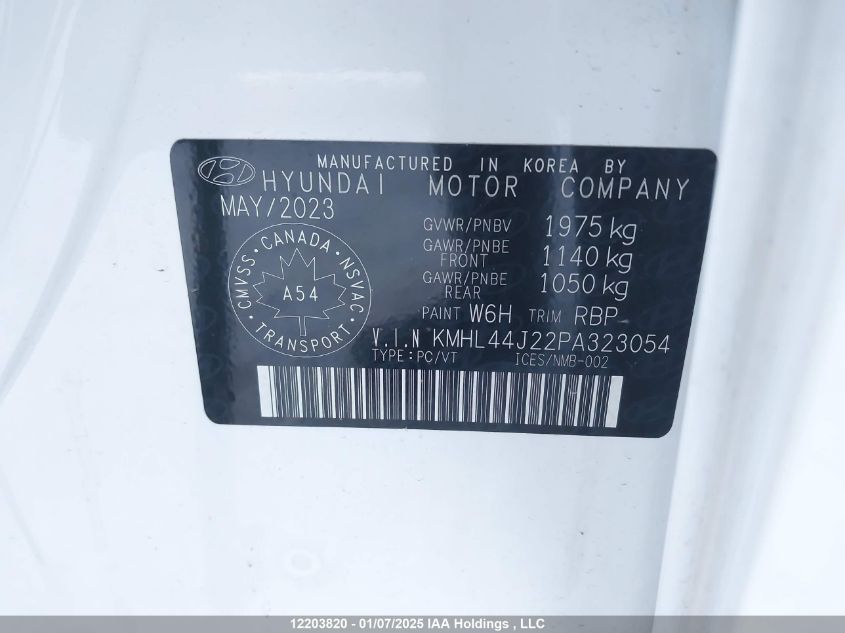 MANUFACTURED IN KOREA BY
HYUNDAI MOTOR COMPANY
MAY/2023
GVWR/PNBV 1975 kg
GAWR/PNBE FRONT 1140 kg
GAWR/PNBE REAR 1050 kg
PAINT W6H TRIM RBP
CMVSS • CANADA • NSVAC
A54
• TRANSPORT •
V.I.N KMHL44J22PA323054
TYPE:PC/VT ICES/NMB-002
12203820 - 01/07/2025 IAA Holdings , LLC